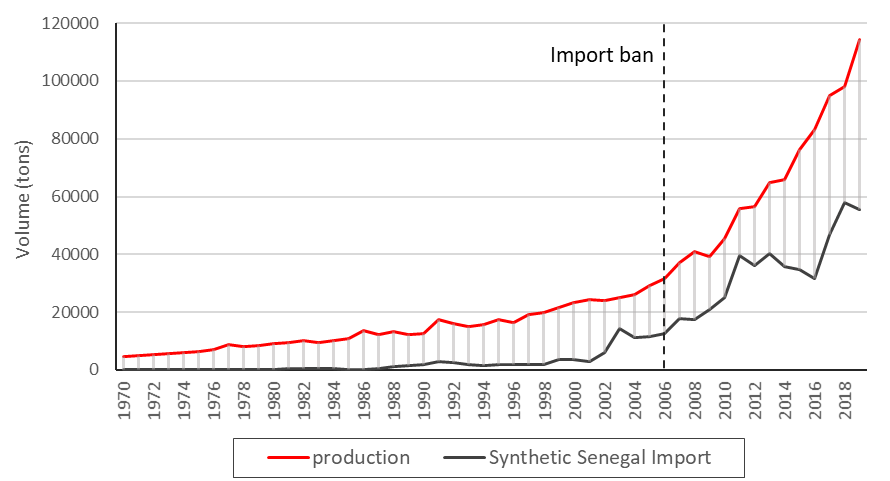 120000
100000
80000
60000
40000
20000
0
Volume (tons)
Import ban
1970 1972 1974 1976 1978 1980 1982 1984 1986 1988 1990 1992 1994 1996 1998 2000 2002 2004 2006 2008 2010 2012 2014 2016 2018
production Synthetic Senegal Import